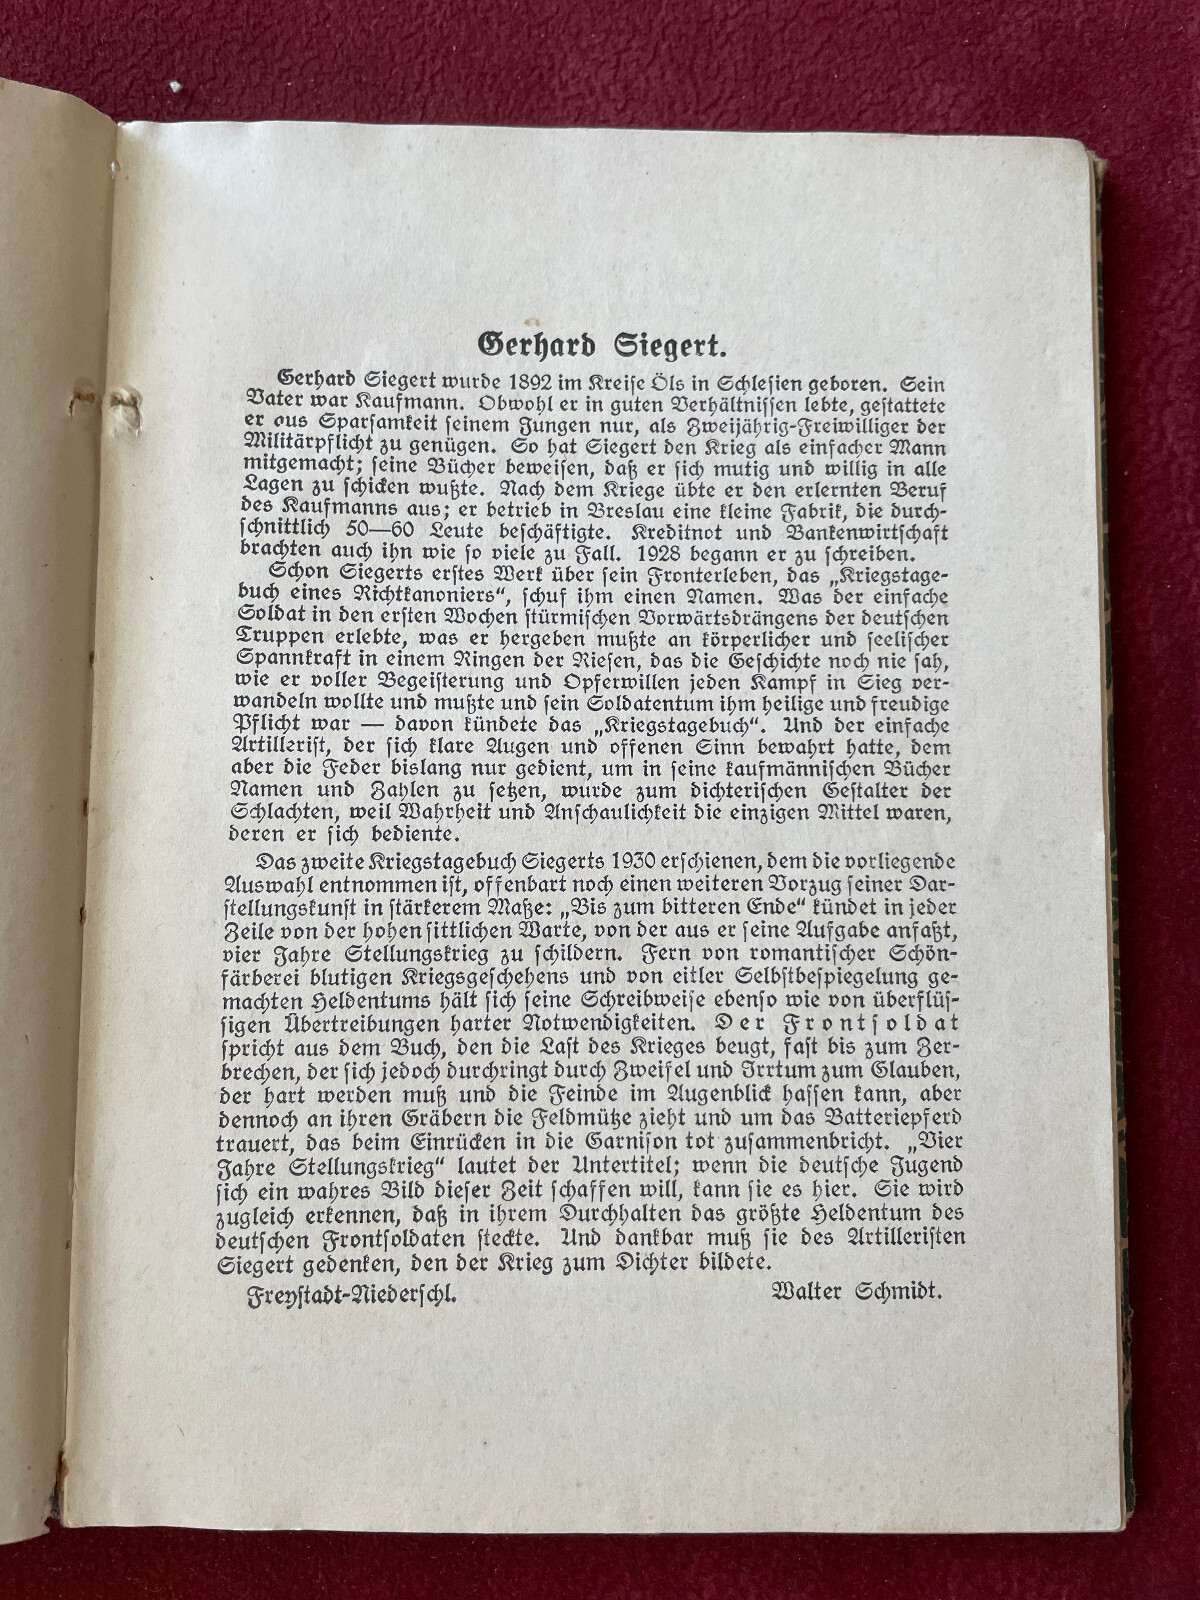 Gerhard Siegert.
Gerhard Siegert wurde 1892 im Kreise Öls in Schlesien geboren. Sein
Vater war Kaufmann. Obwohl er in guten Verhältnissen lebte, gestattete
er aus Sparsamkeit seinem Jungen nur, als Zweijährig-Freiwilliger der
Militärpflicht zu genügen. So hat Siegert den Krieg als einfacher Mann
mitgemacht; seine Bücher beweisen, daß er sich mutig und willig in alle
Lagen zu schicken wußte. Nach dem Kriege übte er den erlernten Beruf
des Kaufmanns aus; er betrieb in Breslau eine kleine Fabrik, die durch-
schnittlich 50—60 Leute beschäftigte. Kreditnot und Bankenwirtschaft
brachten auch ihn wie so viele zu Fall. 1928 begann er zu schreiben.
Schon Siegerts erstes Werk über sein Fronterleben, das „Kriegstage-
buch eines Richtkanoniers“, schuf ihm einen Namen. Was der einfache
Soldat in den ersten Wochen stürmischen Vorwärtsdrängens der deutschen
Truppen erlebte, was er hergeben mußte an körperlicher und seelischer
Spannkraft in einem Ringen der Riesen, das die Geschichte noch nie sah,
wie er voller Begeisterung und Opferwillen jeden Kampf in Sieg ver-
wandeln wollte und mußte und sein Soldatentum ihm heilige und freudige
Pflicht war — davon kündete das „Kriegstagebuch“. Und der einfache
Artillerist, der sich klare Augen und offenen Sinn bewahrt hatte, dem
aber die Feder bislang nur gedient, um in seine kaufmännischen Bücher
Namen und Zahlen zu setzen, wurde zum dichterischen Gestalter der
Schlachten, weil Wahrheit und Anschaulichkeit die einzigen Mittel waren,
deren er sich bediente.
Das zweite Kriegstagebuch Siegerts 1930 erschienen, dem die vorliegende
Auswahl entnommen ist, offenbart noch einen weiteren Vorzug seiner Dar-
stellungskunst in stärkerem Maße: „Bis zum bitteren Ende“ kündet in jeder
Zeile von der hohen sittlichen Warte, von der aus er seine Aufgabe anfaßt,
vier Jahre Stellungskrieg zu schildern. Fern von romantischer Schön-
färberei blutigen Kriegsgeschehens und von eitler Selbstbespiegelung ge-
machten Heldentums hält sich seine Schreibweise ebenso wie von überflüs-
sigen Übertreibungen harter Notwendigkeiten. Der Frontsoldat
spricht aus dem Buch, den die Last des Krieges beugt, fast bis zum Zer-
brechen, der sich jedoch durchringt durch Zweifel und Irrtum zum Glauben,
der hart werden muß und die Feinde im Augenblick hassen kann, aber
dennoch an ihren Gräbern die Feldmütze zieht und um das Batteriepferd
trauert, das beim Einrücken in die Garnison tot zusammenbricht. „Vier
Jahre Stellungskrieg“ lautet der Untertitel; wenn die deutsche Jugend
sich ein wahres Bild dieser Zeit schaffen will, kann sie es hier. Sie wird
zugleich erkennen, daß in ihrem Durchhalten das größte Heldentum des
deutschen Frontsoldaten steckte. Und dankbar muß sie des Artilleristen
Siegert gedenken, den der Krieg zum Dichter bildete.
Freystadt-Niederschl. Walter Schmidt.